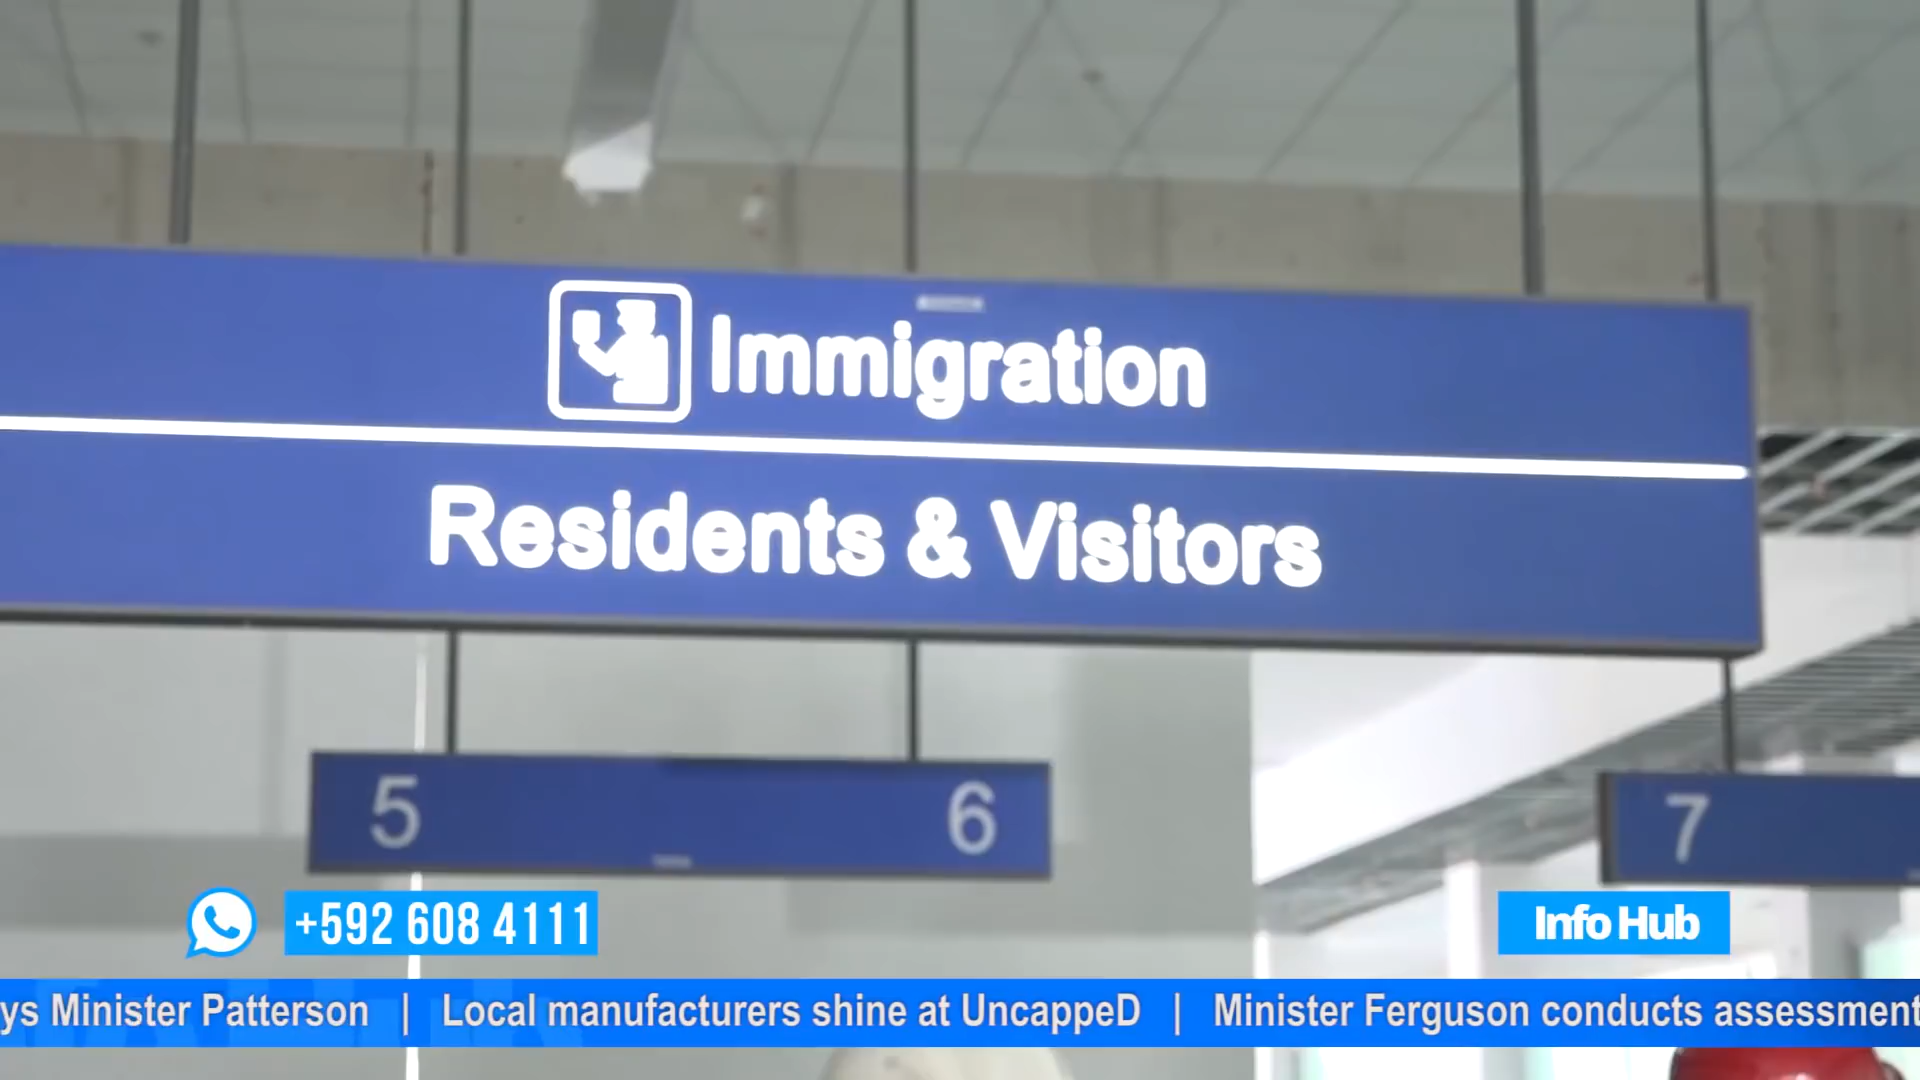 Immigration
Residents & Visitors
5
6
7
+592 608 4111
Info Hub
ys Minister Patterson | Local manufacturers shine at UncappeD | Minister Ferguson conducts assessment